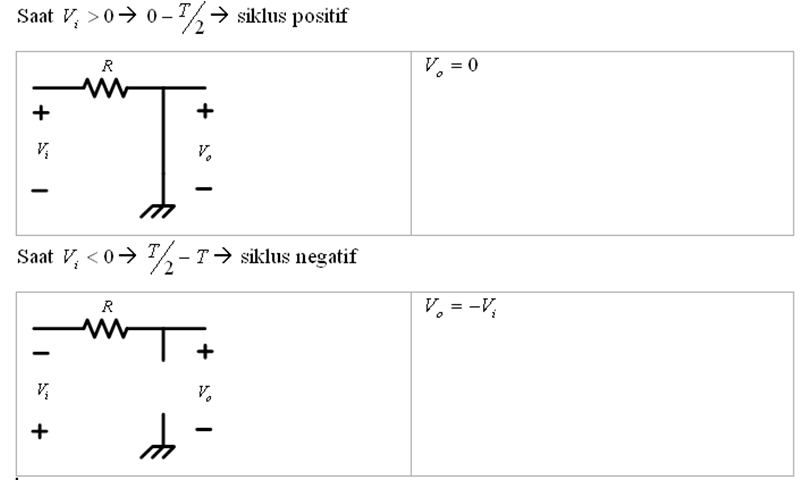 Saat V_i > 0 → 0 − T/2 → siklus positif
R
V_o = 0
+ +
V_i V_o
− −
Saat V_i < 0 → T/2 − T → siklus negatif
R
V_o = −V_i
− +
V_i V_o
+ −